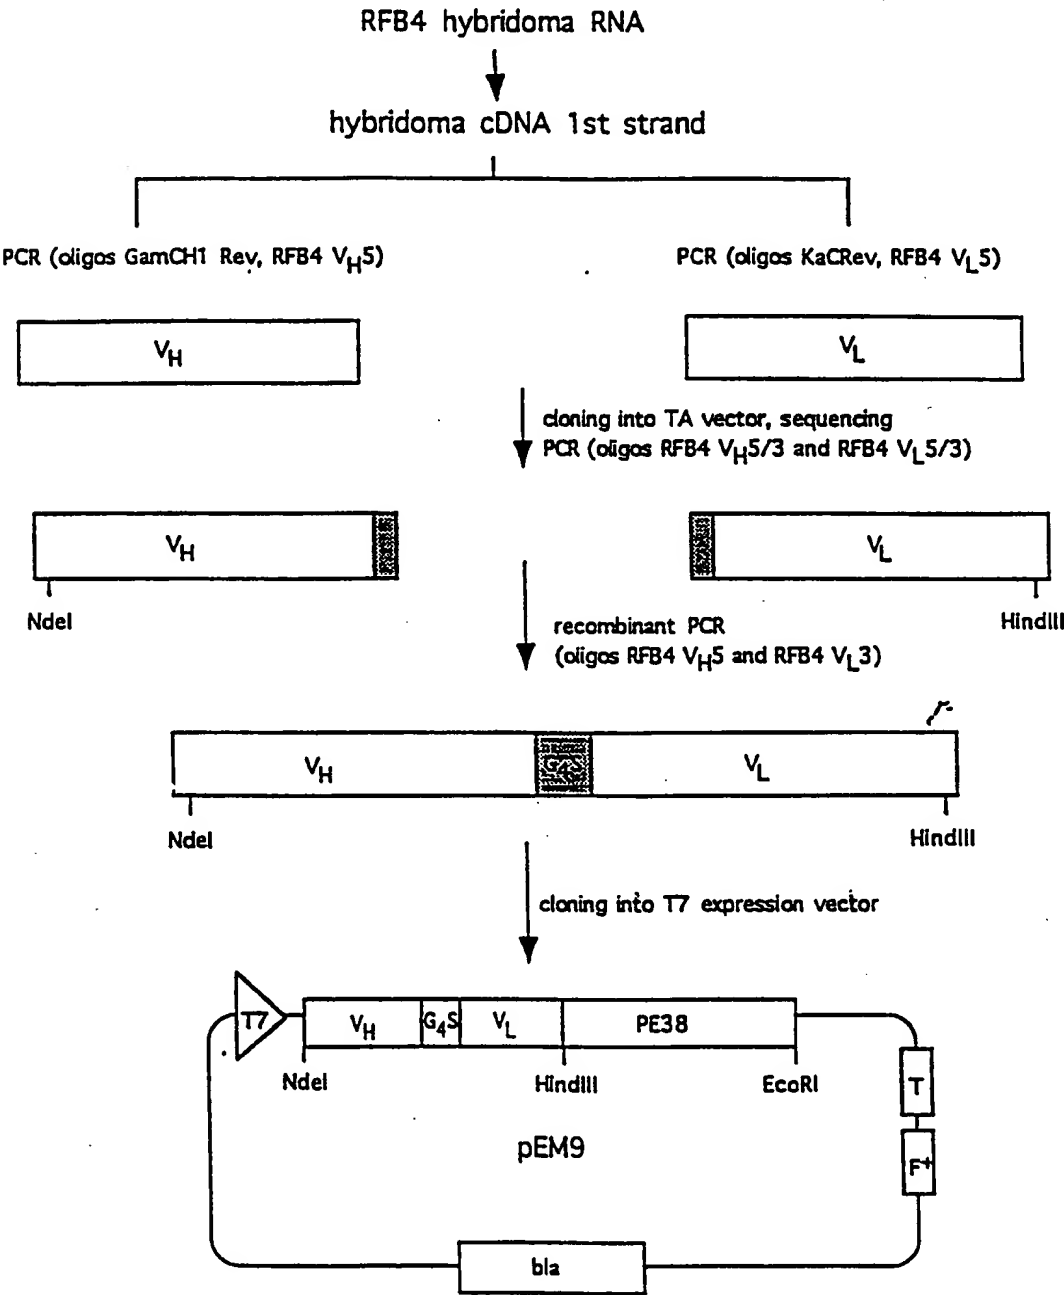 RFB4 hybridoma RNA
hybridoma cDNA 1st strand
PCR (oligos GamCH1 Rev, RFB4 VH5)
PCR (oligos KaCRev, RFB4 VL5)
VH
VL
cloning into TA vector, sequencing
PCR (oligos RFB4 VH5/3 and RFB4 VL5/3)
VH
VL
NdeI
HindIII
recombinant PCR
(oligos RFB4 VH5 and RFB4 VL3)
VH
G4S
VL
NdeI
HindIII
cloning into T7 expression vector
T7
VH
G4S
VL
PE38
NdeI
HindIII
EcoRI
T
F+
pEM9
bla